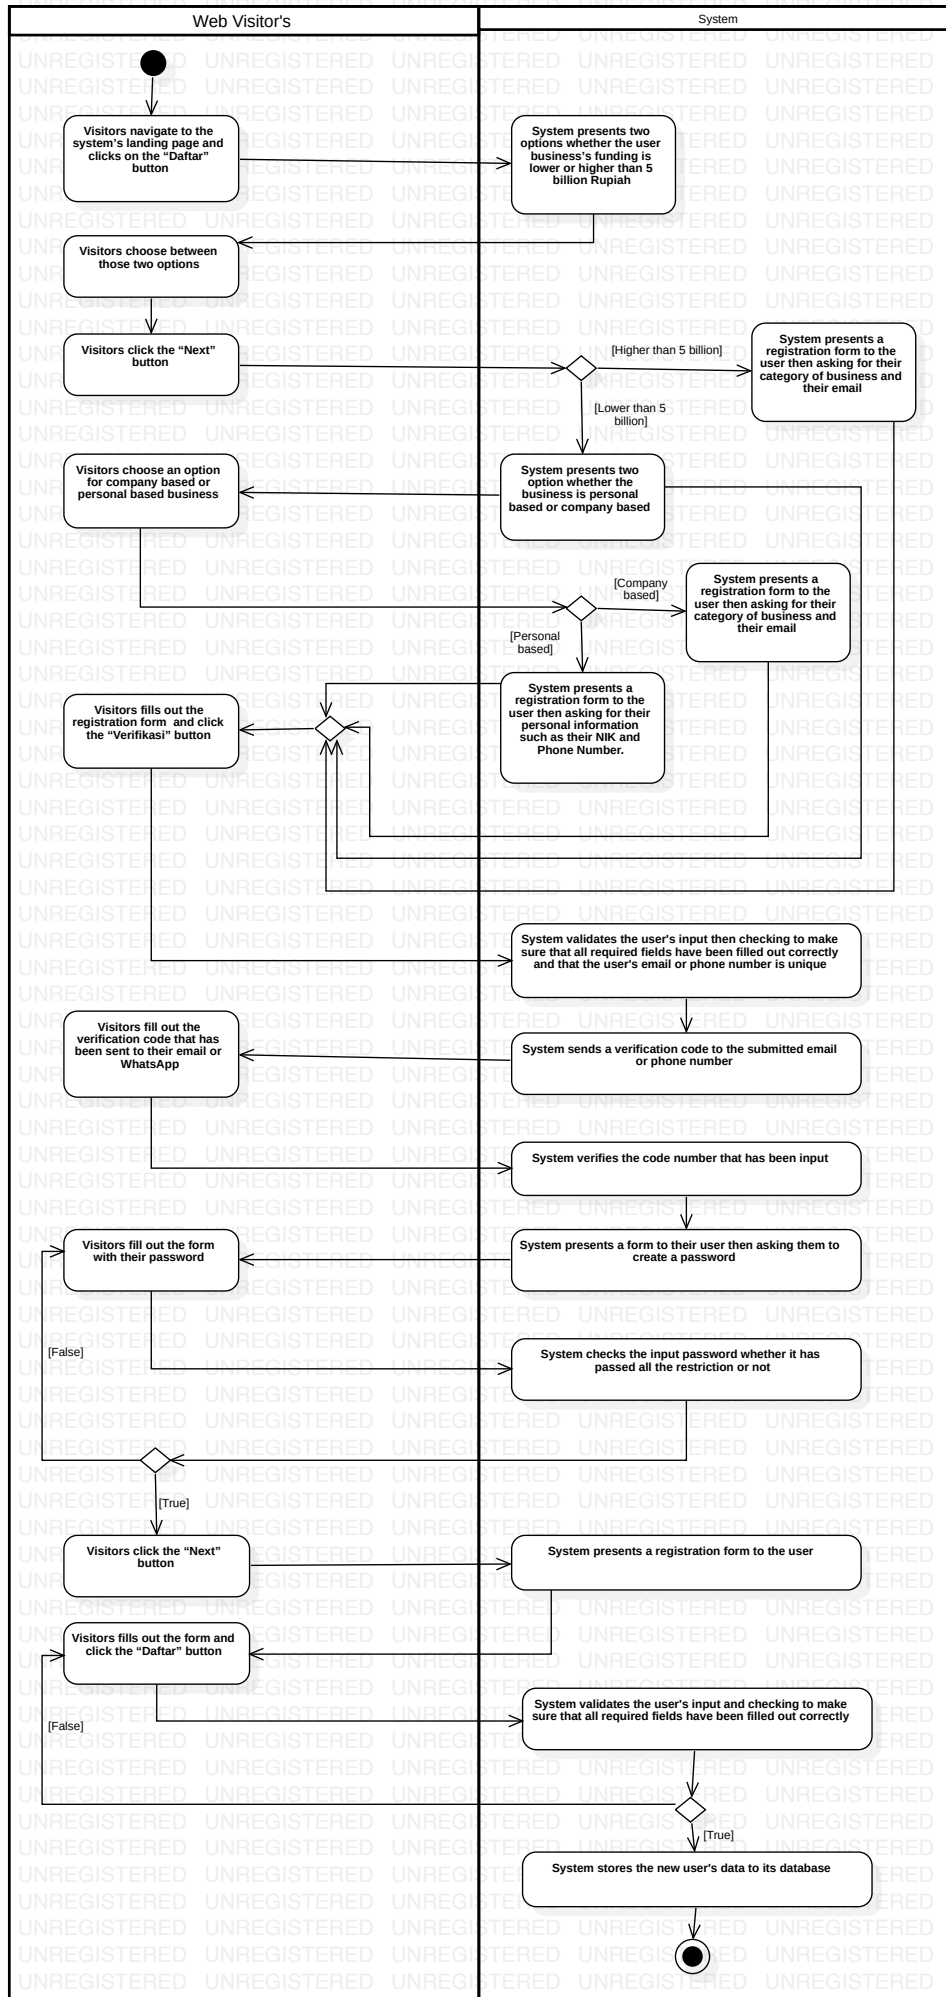 Web Visitor's
System
Visitors navigate to the
system's landing page and
clicks on the “Daftar”
button
System presents two
options whether the user
business's funding is
lower or higher than 5
billion Rupiah
Visitors choose between
those two options
Visitors click the “Next”
button
[Higher than 5 billion]
System presents a
registration form to the
user then asking for their
category of business and
their email
[Lower than 5
billion]
Visitors choose an option
for company based or
personal based business
System presents two
option whether the
business is personal
based or company based
[Company
based]
System presents a
registration form to the
user then asking for their
category of business and
their email
[Personal
based]
Visitors fills out the
registration form and click
the “Verifikasi” button
System presents a
registration form to the
user then asking for their
personal information
such as their NIK and
Phone Number.
System validates the user's input then checking to make
sure that all required fields have been filled out correctly
and that the user's email or phone number is unique
Visitors fill out the
verification code that has
been sent to their email or
WhatsApp
System sends a verification code to the submitted email
or phone number
System verifies the code number that has been input
Visitors fill out the form
with their password
System presents a form to their user then asking them to
create a password
[False]
System checks the input password whether it has
passed all the restriction or not
[True]
Visitors click the “Next”
button
System presents a registration form to the user
Visitors fills out the form and
click the “Daftar” button
[False]
System validates the user's input and checking to make
sure that all required fields have been filled out correctly
[True]
System stores the new user's data to its database
UNREGISTERED